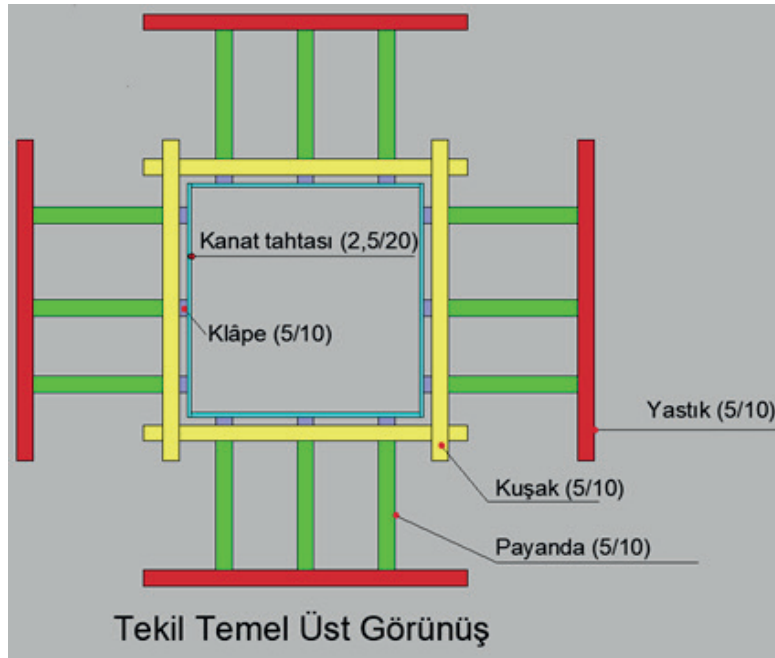 Kanat tahtası (2,5/20)
Klâpe (5/10)
Yastık (5/10)
Kuşak (5/10)
Payanda (5/10)
Tekil Temel Üst Görünüş